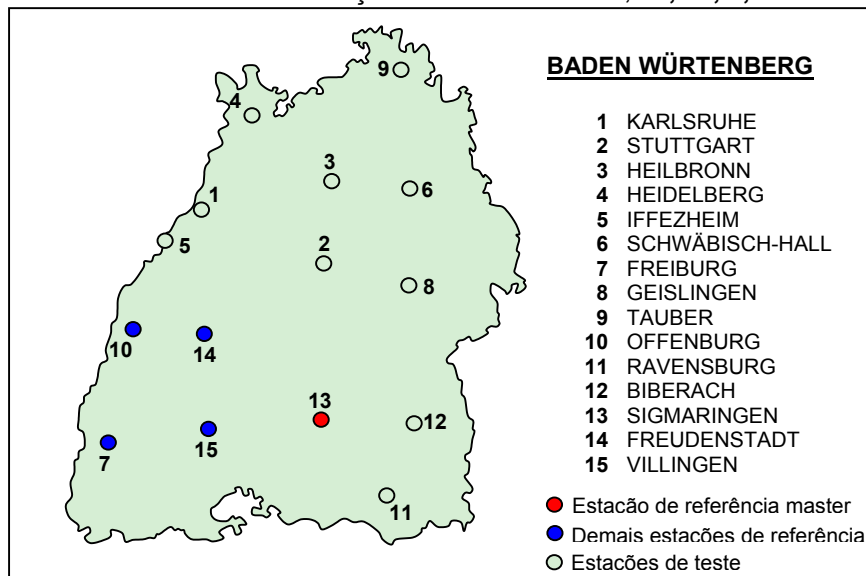 BADEN WÜRTENBERG
1 KARLSRUHE
2 STUTTGART
3 HEILBRONN
4 HEIDELBERG
5 IFFEZHEIM
6 SCHWÄBISCH-HALL
7 FREIBURG
8 GEISLINGEN
9 TAUBER
10 OFFENBURG
11 RAVENSBURG
12 BIBERACH
13 SIGMARINGEN
14 FREUDENSTADT
15 VILLINGEN
Estacão de referência master
Demais estacões de referência
Estacões de teste
9
4
3
6
1
5
2
8
10
14
13
12
7
15
11